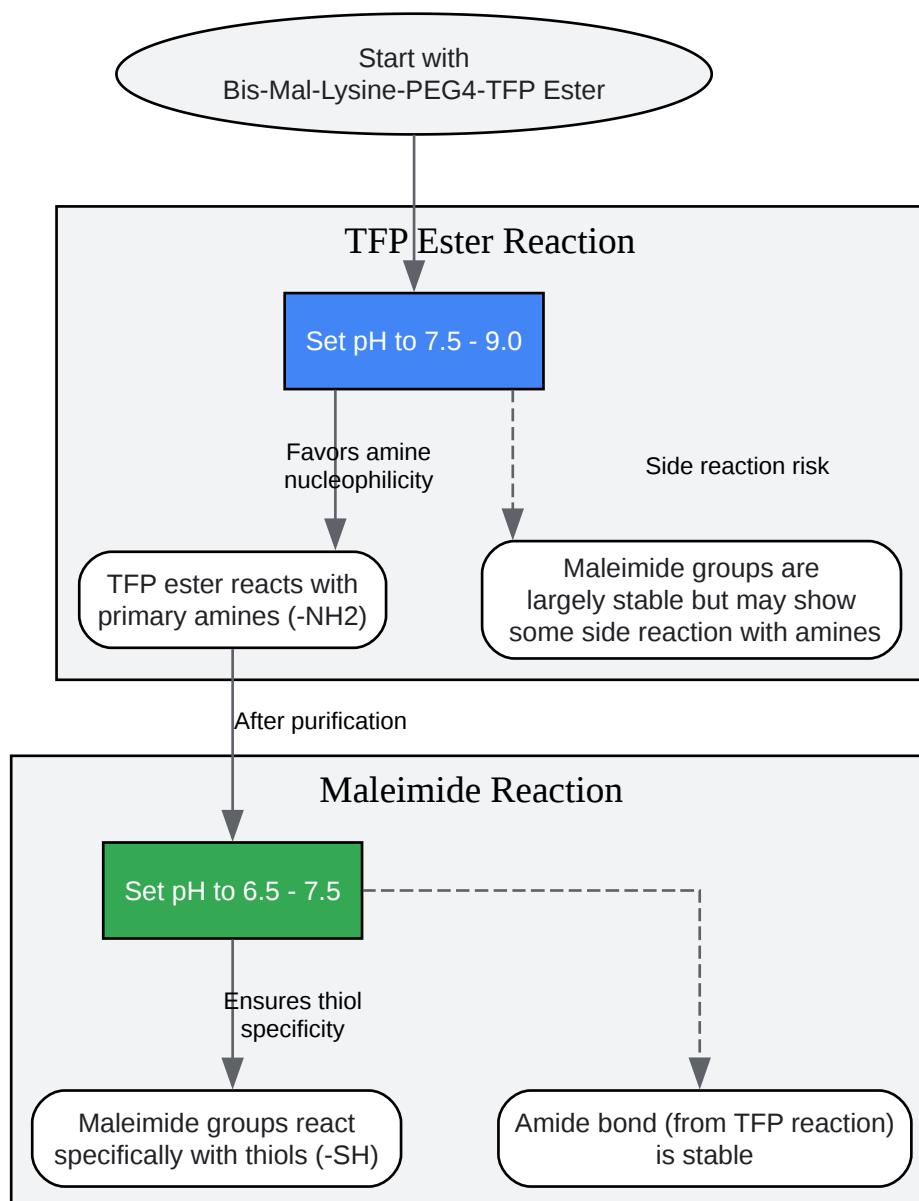 Start with
Bis-Mal-Lysine-PEG4-TFP Ester
TFP Ester Reaction
Set pH to 7.5 - 9.0
Favors amine
nucleophilicity
Side reaction risk
TFP ester reacts with
primary amines (-NH2)
Maleimide groups are
largely stable but may show
some side reaction with amines
After purification
Maleimide Reaction
Set pH to 6.5 - 7.5
Ensures thiol
specificity
Maleimide groups react
specifically with thiols (-SH)
Amide bond (from TFP reaction)
is stable